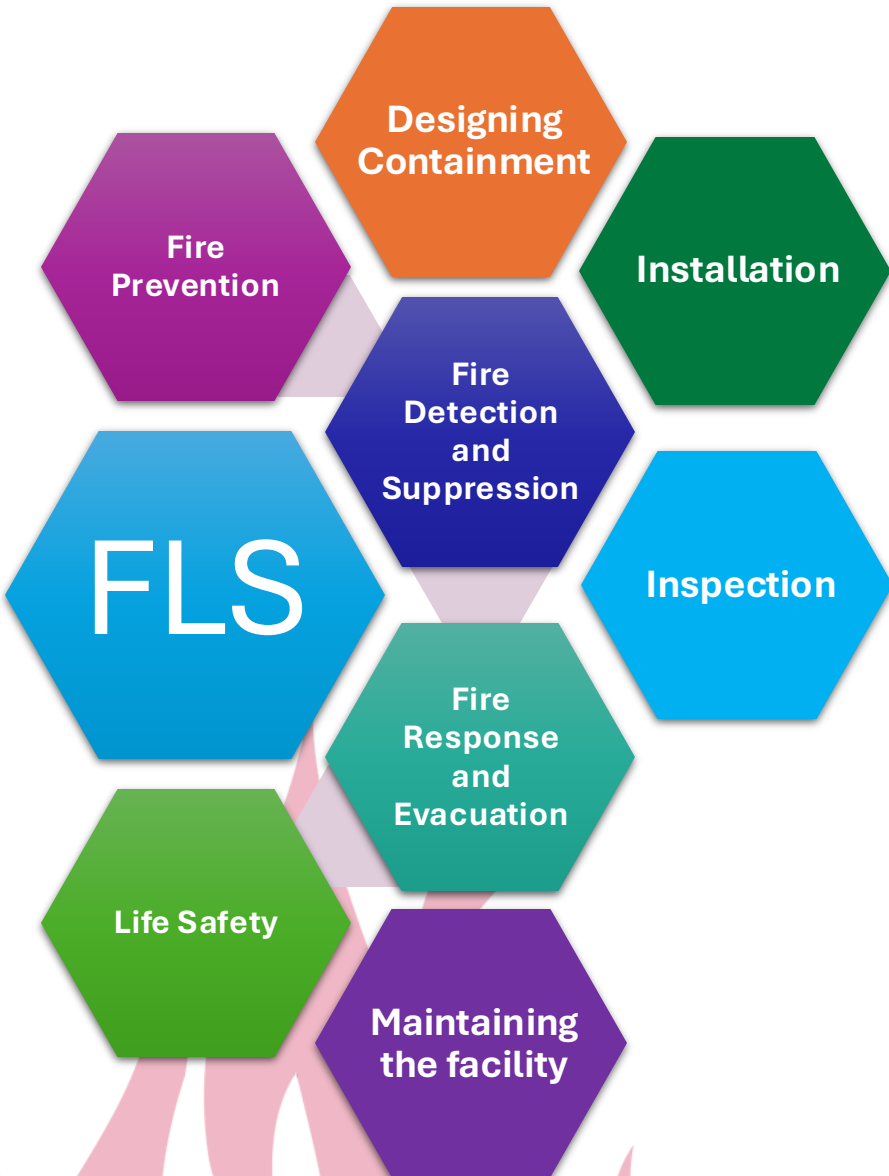 Designing
Containment
Fire
Prevention
Installation
Fire
Detection
and
Suppression
FLS
Inspection
Fire
Response
and
Evacuation
Life Safety
Maintaining
the facility